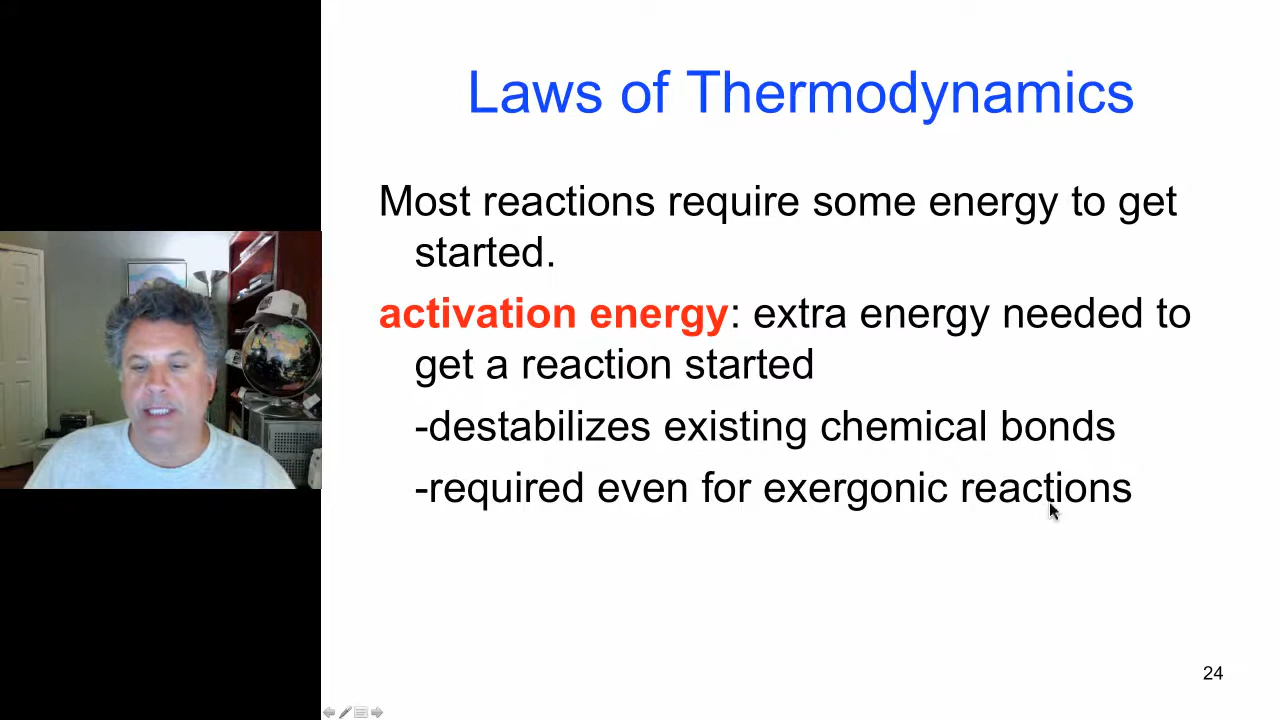 Laws of Thermodynamics
Most reactions require some energy to get
started.
activation energy: extra energy needed to
get a reaction started
-destabilizes existing chemical bonds
-required even for exergonic reactions
24